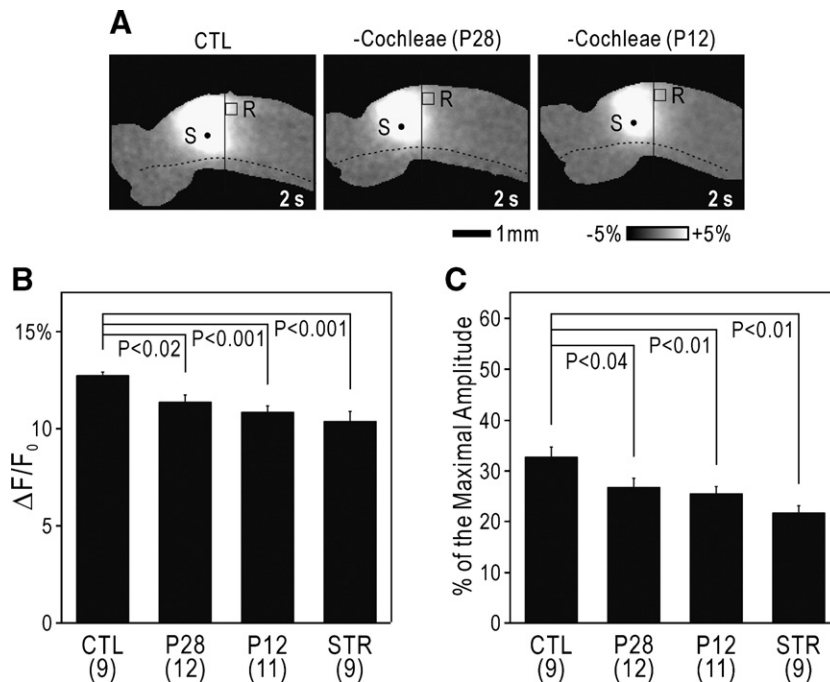 A
CTL
-Cochleae (P28)
-Cochleae (P12)
S
R
2 s
S
R
2 s
S
R
2 s
1mm
-5%
+5%
B
15%
10
5
0
ΔF/F0
P<0.02
P<0.001
P<0.001
CTL
(9)
P28
(12)
P12
(11)
STR
(9)
C
60
50
40
30
20
10
0
% of the Maximal Amplitude
P<0.04
P<0.01
P<0.01
CTL
(9)
P28
(12)
P12
(11)
STR
(9)